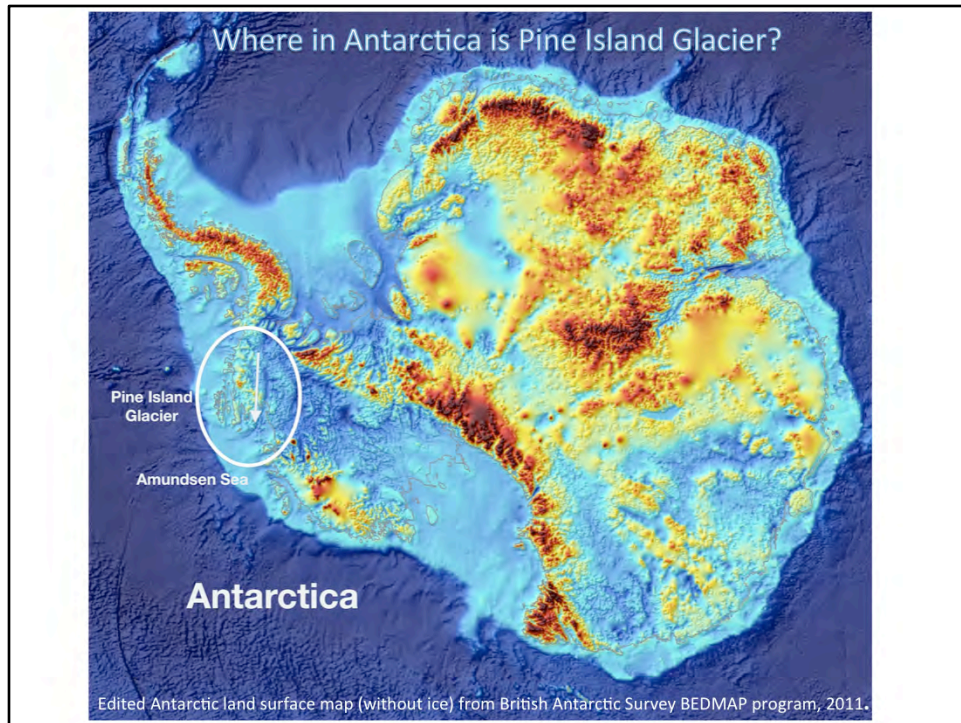 Where in Antarctica is Pine Island Glacier?
Pine Island
Glacier
Amundsen Sea
Antarctica
Edited Antarctic land surface map (without ice) from British Antarctic Survey BEDMAP program, 2011.